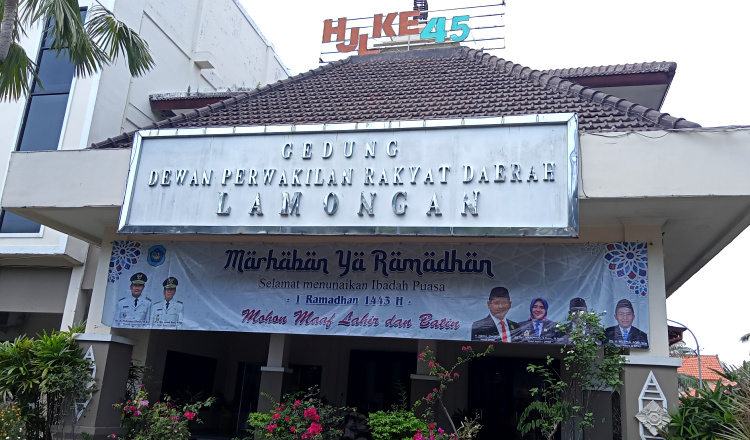 HJL KE 45
GEDUNG
DEWAN PERWAKILAN RAKYAT DAERAH
LAMONGAN
Marhaban Ya Ramadhan
Selamat menunaikan Ibadah Puasa
- 1 Ramadhan 1443 H -
Mohon Maaf Lahir dan Batin